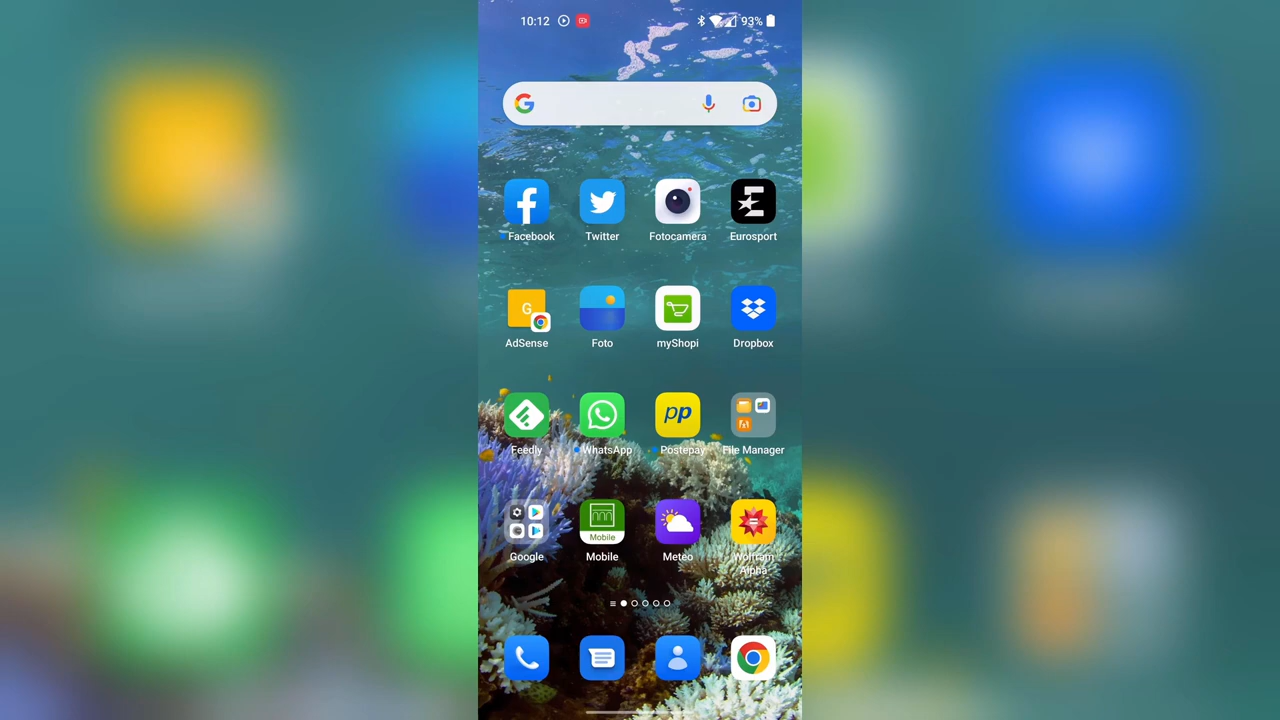 10:12
93%
G
Facebook
Twitter
Fotocamera
Eurosport
G
AdSense
Foto
myShopi
Dropbox
pp
Feedly
WhatsApp
Postepay
File Manager
Mobile
Google
Mobile
Meteo
Wolfram
Alpha